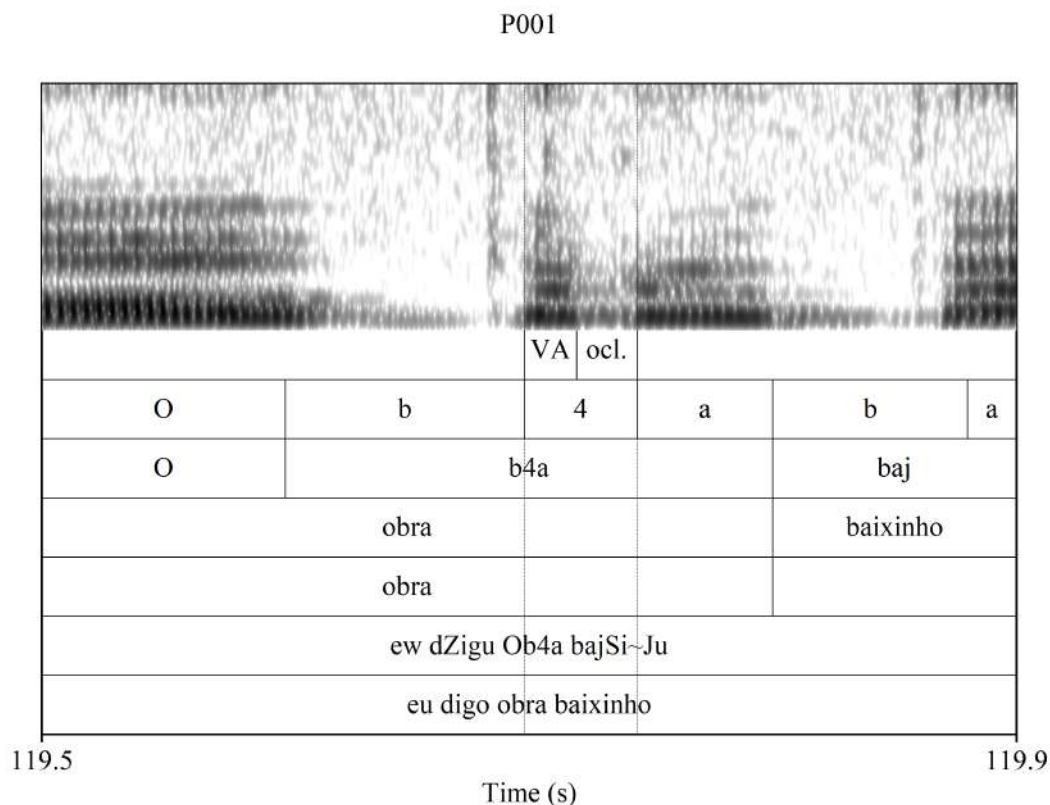 P001
VA ocl.
O b 4 a b a
O b4a baj
obra baixinho
obra
ew dZigu Ob4a bajSi~Ju
eu digo obra baixinho
119.5 119.9
Time (s)